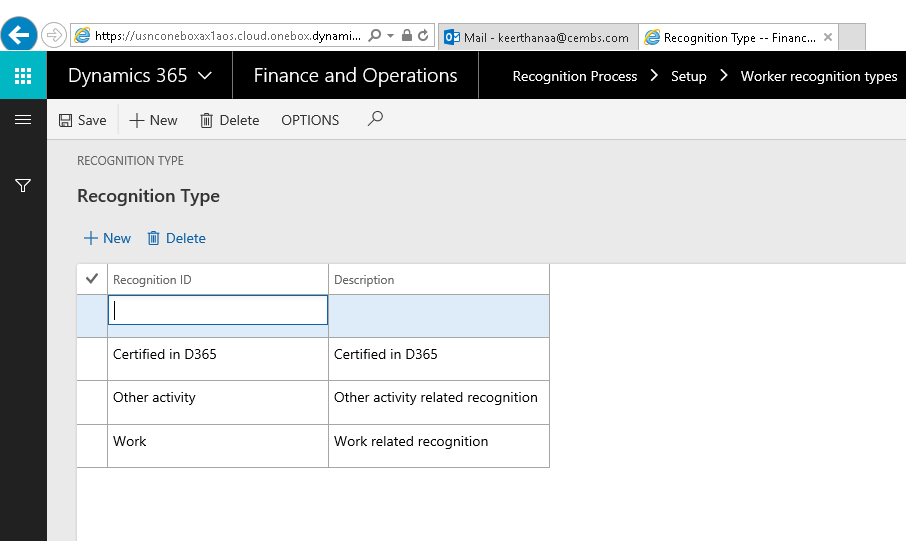 https://usnconeboxax1aos.cloud.onebox.dynami...
Mail - keerthanaa@cembs.com
Recognition Type -- Financ...
Dynamics 365
Finance and Operations
Recognition Process > Setup > Worker recognition types
Save
New
Delete
OPTIONS
RECOGNITION TYPE
Recognition Type
New
Delete
Recognition ID Description
Certified in D365 Certified in D365
Other activity Other activity related recognition
Work Work related recognition